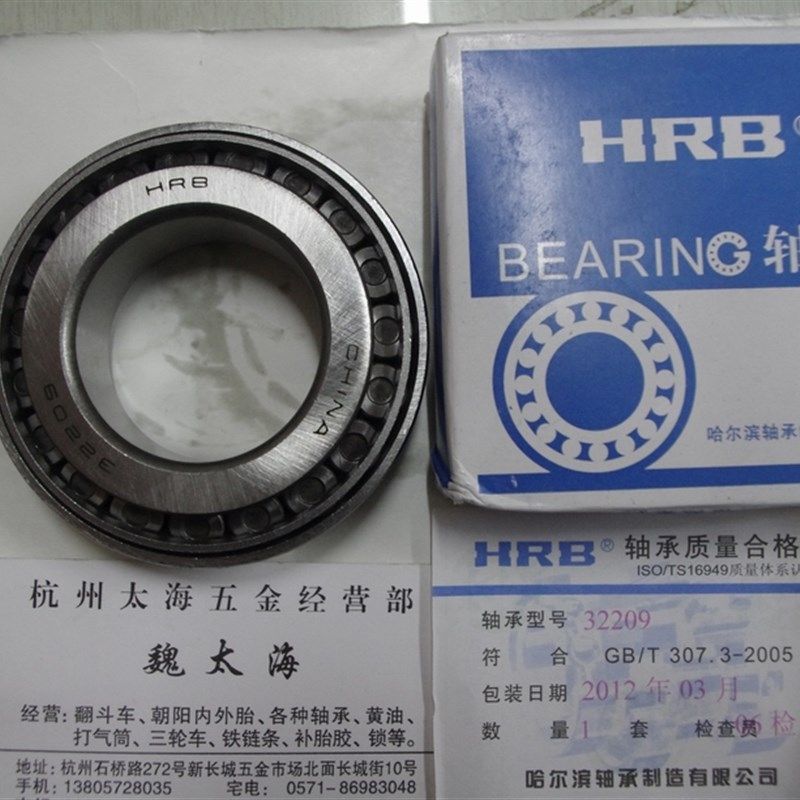 HRB
CHINA
32209
HRB®
BEARING 轴
哈尔滨轴承
杭州太海五金经营部
魏太海
经营:翻斗车、朝阳内外胎、各种轴承、黄油、
打气筒、三轮车、铁链条、补胎胶、锁等。
地址:杭州石桥路272号新长城五金市场北面长城街10号
手机:13805728035 宅电: 0571-86983048
HRB® 轴承质量合格
ISO/TS16949质量体系认
轴承型号 32209
符 合 GB/T 307.3-2005
包装日期 2012年03月
数 量 1 套 检查员 06检
哈尔滨轴承制造有限公司